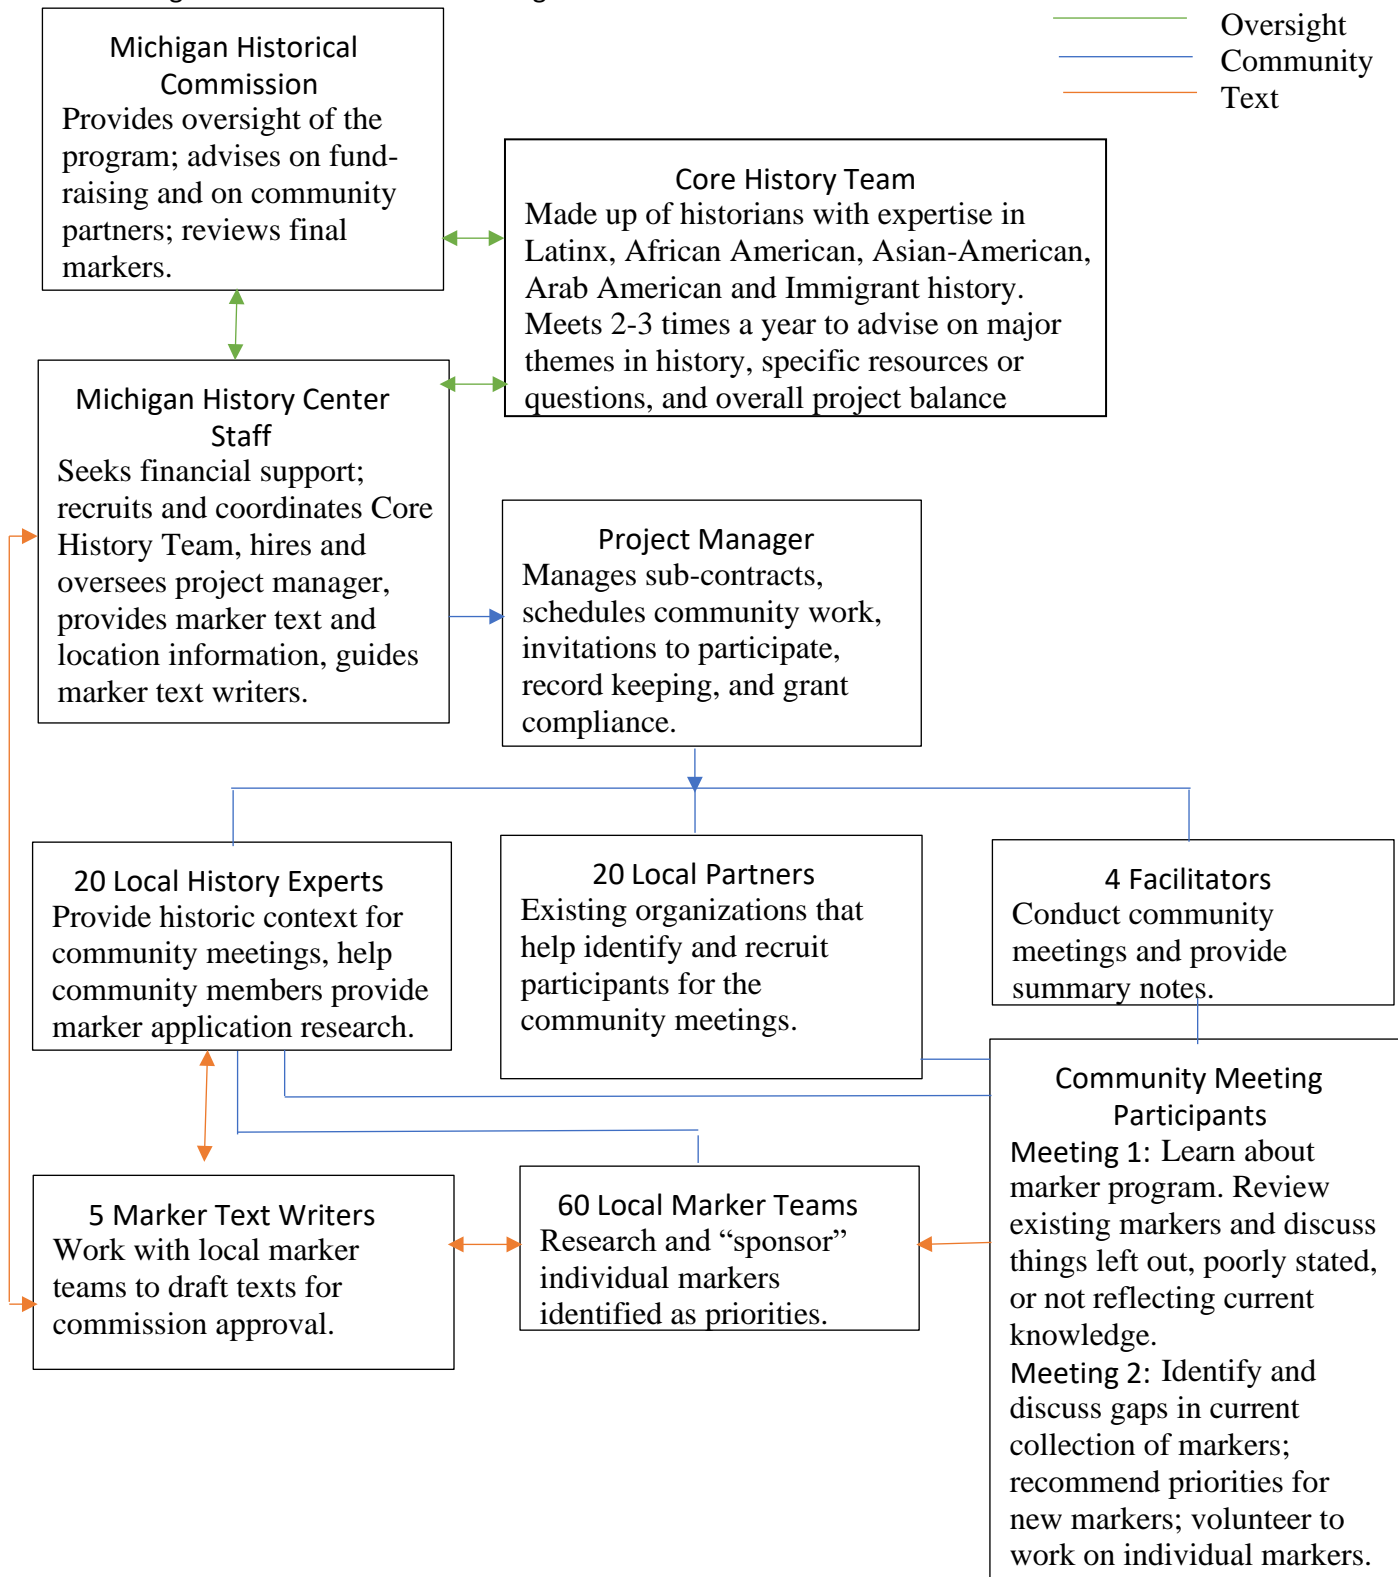 Oversight
Community
Text
Michigan Historical
Commission
Provides oversight of the
program; advises on fund-
raising and on community
partners; reviews final
markers.
Core History Team
Made up of historians with expertise in
Latinx, African American, Asian-American,
Arab American and Immigrant history.
Meets 2-3 times a year to advise on major
themes in history, specific resources or
questions, and overall project balance.
Michigan History Center
Staff
Seeks financial support;
recruits and coordinates Core
History Team, hires and
oversees project manager,
provides marker text and
location information, guides
marker text writers.
Project Manager
Manages sub-contracts,
schedules community work,
invitations to participate,
record keeping, and grant
compliance.
20 Local History Experts
Provide historic context for
community meetings, help
community members provide
marker application research.
20 Local Partners
Existing organizations that
help identify and recruit
participants for the
community meetings.
4 Facilitators
Conduct community
meetings and provide
summary notes.
5 Marker Text Writers
Work with local marker
teams to draft texts for
commission approval.
60 Local Marker Teams
Research and “sponsor”
individual markers
identified as priorities.
Community Meeting
Participants
Meeting 1: Learn about
marker program. Review
existing markers and discuss
things left out, poorly stated,
or not reflecting current
knowledge.
Meeting 2: Identify and
discuss gaps in current
collection of markers;
recommend priorities for
new markers; volunteer to
work on individual markers.